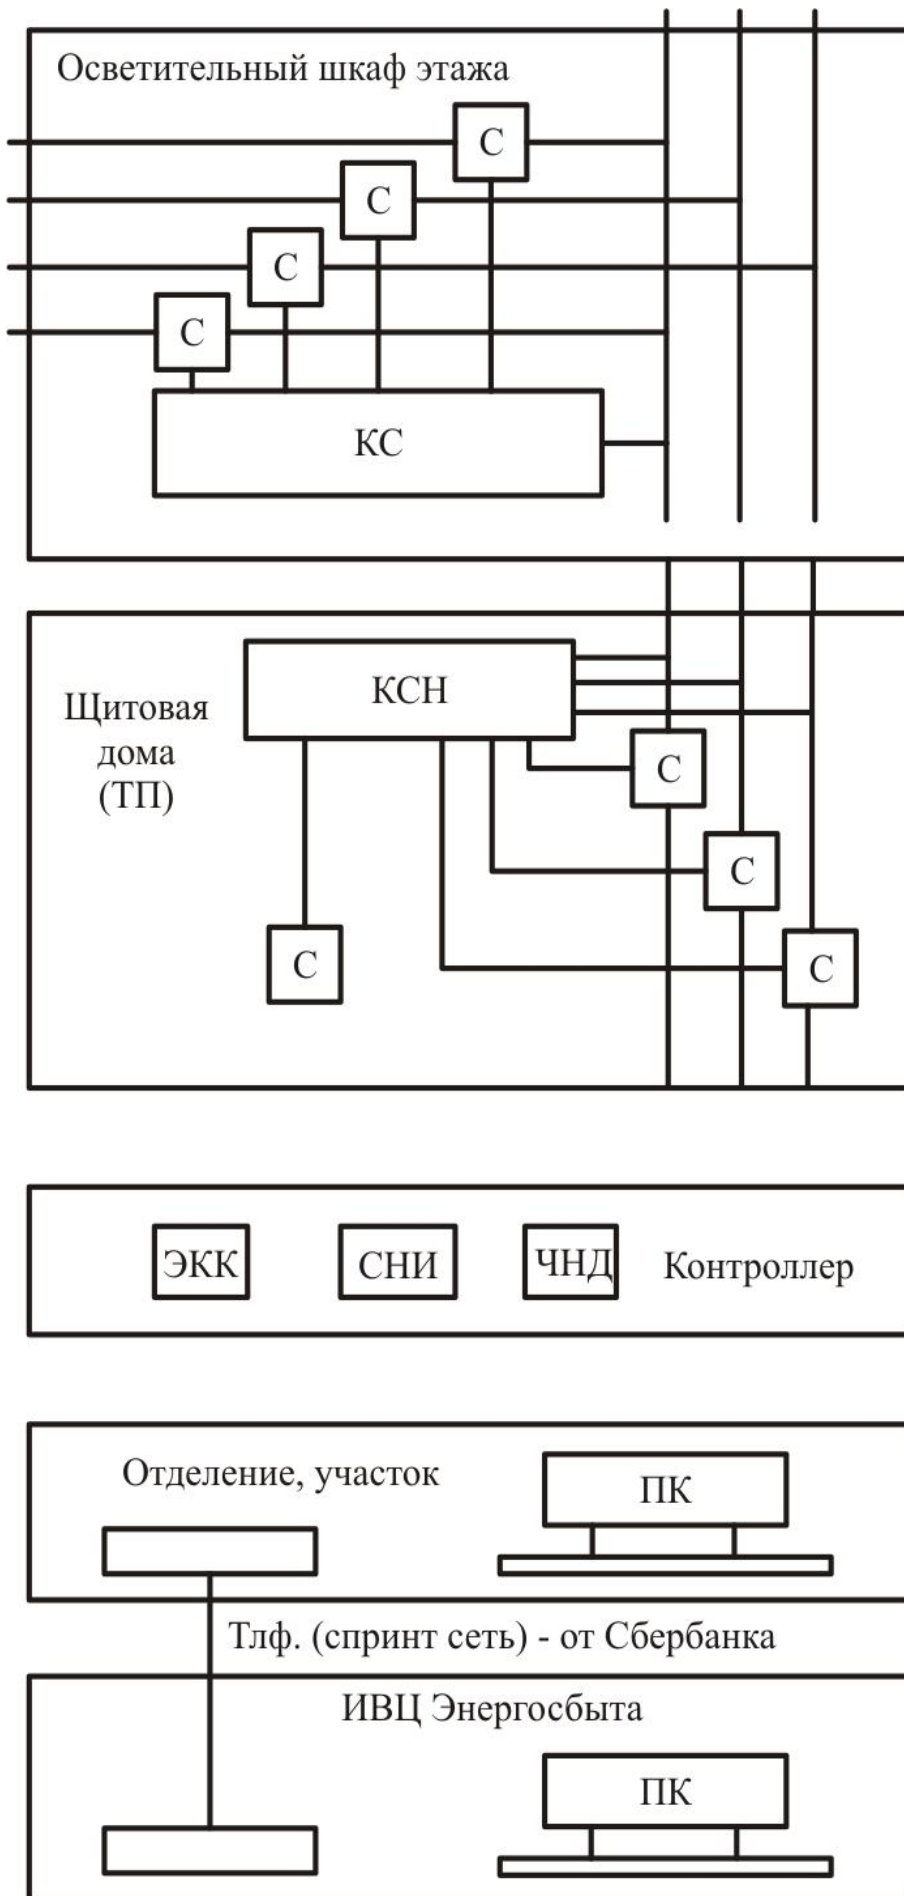 Осветительный шкаф этажа
С
С
С
С
КС
КСН
Щитовая
дома
(ТП)
С
С
С
С
ЭКК
СНИ
ЧНД
Контроллер
Отделение, участок
ПК
Тлф. (спринт сеть) - от Сбербанка
ИВЦ Энергосбыта
ПК